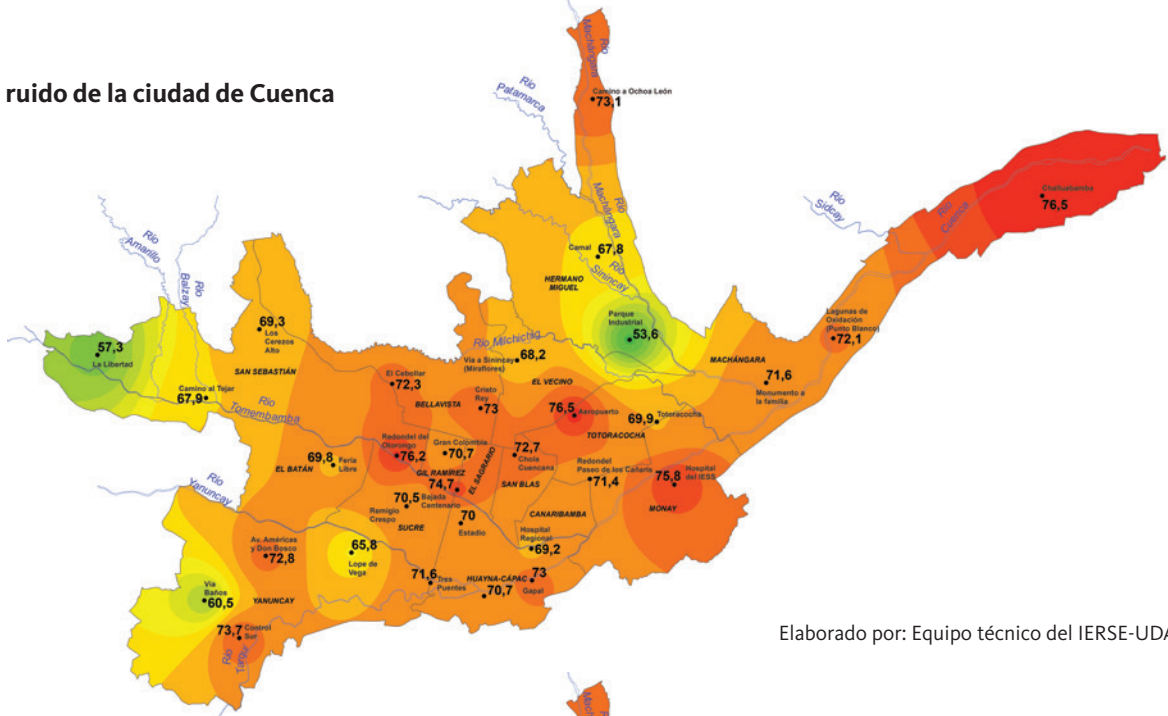 ruido de la ciudad de Cuenca
Río
Machángara
Camino a Ochoa León
73,1
Río
Patamarca
Río
Machángara
Río
Sidcay
Río
Cuenca
Challuabamba
76,5
Río
Amarillo
Río
Balzay
Camal
67,8
Río
Sinincay
HERMANO
MIGUEL
Parque
Industrial
53,6
Lagunas de
Oxidación
(Punto Blanco)
72,1
69,3
Los
Cerezos
Alto
57,3
La Libertad
SAN SEBASTIÁN
Río Milchichig
Vía a Sinincay
(Miraflores)
68,2
MACHÁNGARA
71,6
Monumento a
la familia
El Cebollar
72,3
EL VECINO
Camino al Tejar
67,9
Río
Tomembamba
BELLAVISTA
Cristo
Rey
73
76,5
Aeropuerto
69,9
Totoracocha
TOTORACOCHA
Redondel del
Otorongo
76,2
Gran Colombia
70,7
72,7
Chola
Cuencana
69,8
Feria
Libre
EL BATÁN
GIL RAMÍREZ
74,7
EL SAGRARIO
SAN BLAS
Redondel
Paseo de los Cañaris
71,4
75,8
Hospital
del IESS
MONAY
Río
Yanuncay
70,5
Bajada
Centenario
Remigio
Crespo
SUCRE
70
Estadio
CANARIBAMBA
Hospital
Regional
69,2
Av. Américas
y Don Bosco
72,8
65,8
Lope de
Vega
71,6
Tres
Puentes
HUAYNA-CÁPAC
70,7
73
Gapal
Vía
Baños
60,5
YANUNCAY
73,7
Control
Sur
Río
Tarqui
Elaborado por: Equipo técnico del IERSE-UDA